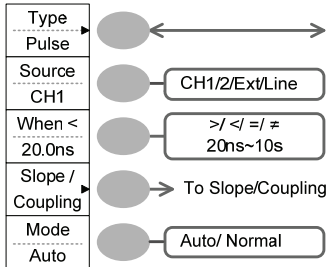 Type
Pulse
Source
CH1
CH1/2/Ext/Line
When <
20.0ns
>/ </ =/ ≠
20ns~10s
Slope /
Coupling
To Slope/Coupling
Mode
Auto
Auto/ Normal